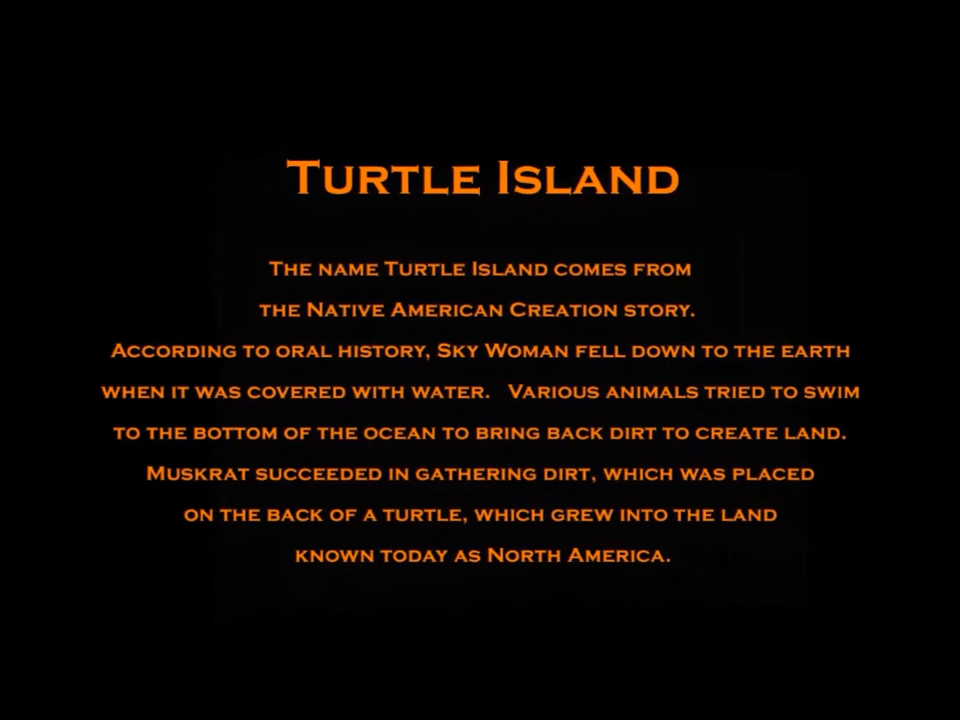 Turtle Island
The name Turtle Island comes from
the Native American Creation story.
According to oral history, Sky Woman fell down to the earth
when it was covered with water.   Various animals tried to swim
to the bottom of the ocean to bring back dirt to create land.
Muskrat succeeded in gathering dirt, which was placed
on the back of a turtle, which grew into the land
known today as North America.